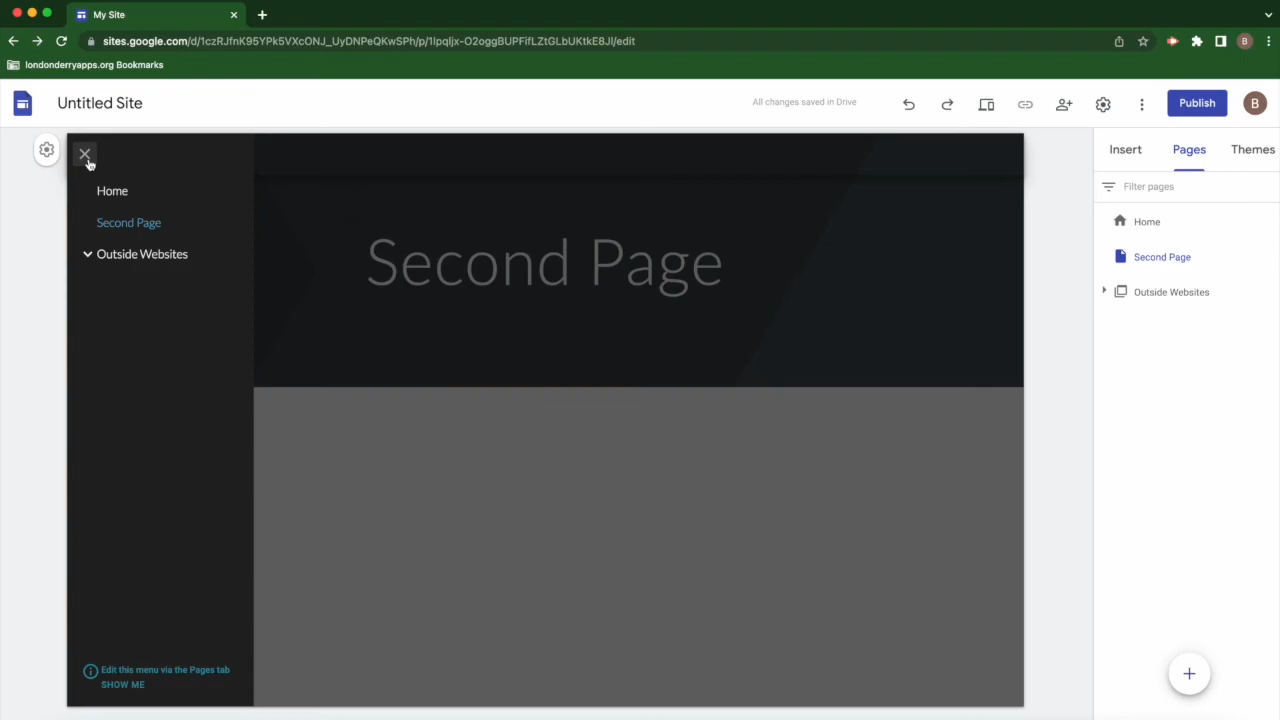 My Site
sites.google.com/d/1czRJfnK95YPk5VXcONJ_UyDNPeQKwSPh/p/1lpqljx-O2oggBUPFifLZtGLbUKtkE8Jl/edit
B
londonderryapps.org Bookmarks
Untitled Site
All changes saved in Drive
Publish
B
Insert
Pages
Themes
Filter pages
Home
Second Page
Outside Websites
Second Page
Home
Second Page
Outside Websites
Edit this menu via the Pages tab
SHOW ME